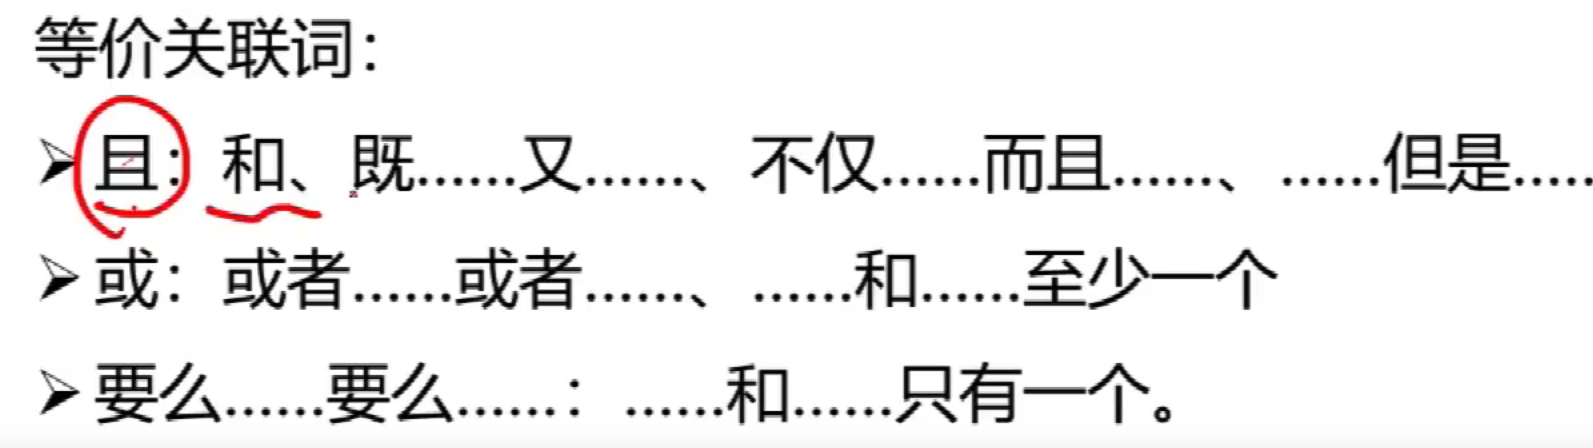 等价关联词：
➢且：和、既……又……、不仅……而且……、……但是……
➢或：或者……或者……、……和……至少一个
➢要么……要么……：……和……只有一个。